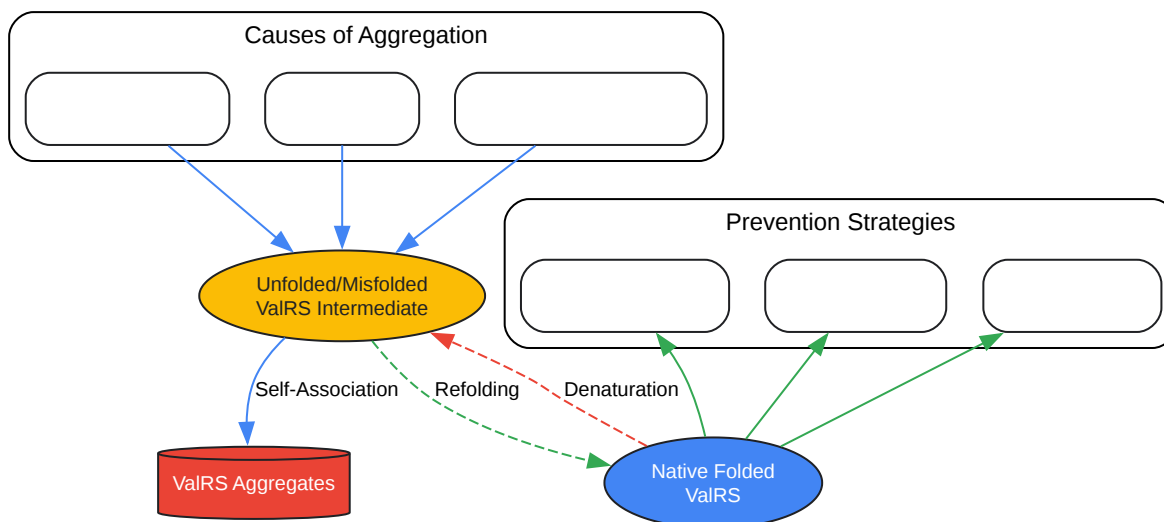 Causes of Aggregation
Prevention Strategies
Unfolded/Misfolded
ValRS Intermediate
Self-Association
Refolding
Denaturation
ValRS Aggregates
Native Folded
ValRS